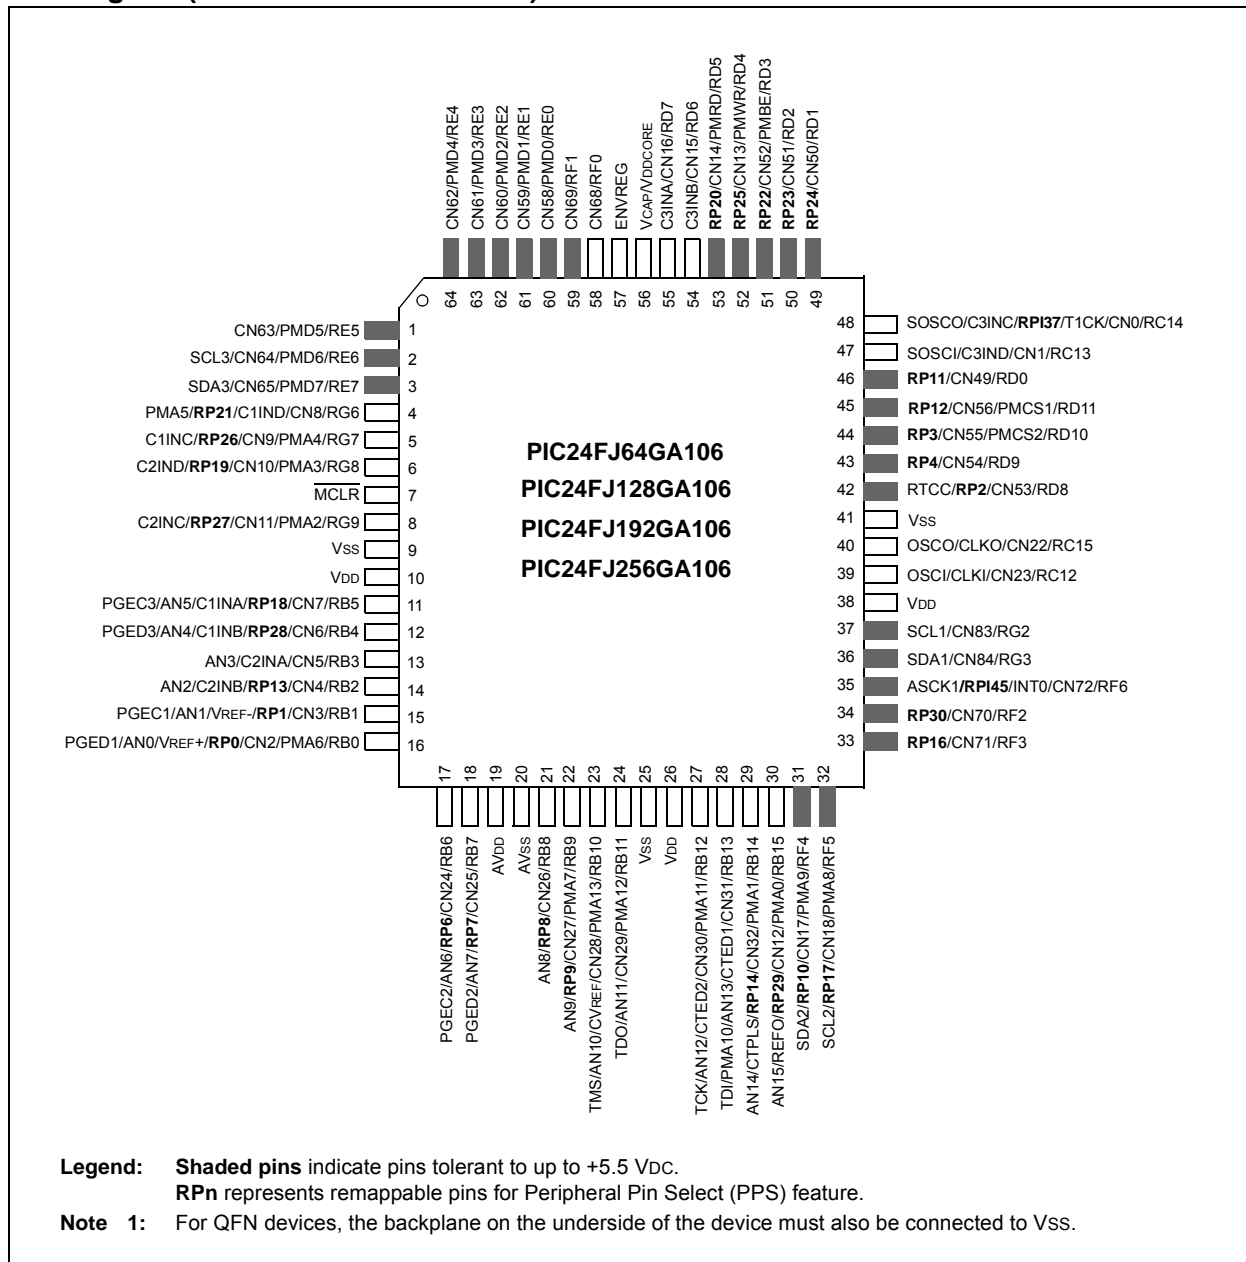 CN62/PMD4/RE4
CN61/PMD3/RE3
CN60/PMD2/RE2
CN59/PMD1/RE1
CN58/PMD0/RE0
CN69/RF1
CN68/RF0
ENVREG
VCAP/VDDCORE
C3INA/CN16/RD7
C3INB/CN15/RD6
RP20/CN14/PMRD/RD5
RP25/CN13/PMWR/RD4
RP22/CN52/PMBE/RD3
RP23/CN51/RD2
RP24/CN50/RD1
64 63 62 61 60 59 58 57 56 55 54 53 52 51 50 49
CN63/PMD5/RE5 1
SCL3/CN64/PMD6/RE6 2
SDA3/CN65/PMD7/RE7 3
PMA5/RP21/C1IND/CN8/RG6 4
C1INC/RP26/CN9/PMA4/RG7 5
C2IND/RP19/CN10/PMA3/RG8 6
MCLR 7
C2INC/RP27/CN11/PMA2/RG9 8
VSS 9
VDD 10
PGEC3/AN5/C1INA/RP18/CN7/RB5 11
PGED3/AN4/C1INB/RP28/CN6/RB4 12
AN3/C2INA/CN5/RB3 13
AN2/C2INB/RP13/CN4/RB2 14
PGEC1/AN1/VREF-/RP1/CN3/RB1 15
PGED1/AN0/VREF+/RP0/CN2/PMA6/RB0 16
PIC24FJ64GA106
PIC24FJ128GA106
PIC24FJ192GA106
PIC24FJ256GA106
48 SOSCO/C3INC/RPI37/T1CK/CN0/RC14
47 SOSCI/C3IND/CN1/RC13
46 RP11/CN49/RD0
45 RP12/CN56/PMCS1/RD11
44 RP3/CN55/PMCS2/RD10
43 RP4/CN54/RD9
42 RTCC/RP2/CN53/RD8
41 VSS
40 OSCO/CLKO/CN22/RC15
39 OSCI/CLKI/CN23/RC12
38 VDD
37 SCL1/CN83/RG2
36 SDA1/CN84/RG3
35 ASCK1/RPI45/INT0/CN72/RF6
34 RP30/CN70/RF2
33 RP16/CN71/RF3
17 18 19 20 21 22 23 24 25 26 27 28 29 30 31 32
PGEC2/AN6/RP6/CN24/RB6
PGED2/AN7/RP7/CN25/RB7
AVDD
AVSS
AN8/RP8/CN26/RB8
AN9/RP9/CN27/PMA7/RB9
TMS/AN10/CVREF/CN28/PMA13/RB10
TDO/AN11/CN29/PMA12/RB11
VSS
VDD
TCK/AN12/CTED2/CN30/PMA11/RB12
TDI/PMA10/AN13/CTED1/CN31/RB13
AN14/CTPLS/RP14/CN32/PMA1/RB14
AN15/REFO/RP29/CN12/PMA0/RB15
SDA2/RP10/CN17/PMA9/RF4
SCL2/RP17/CN18/PMA8/RF5
Legend: Shaded pins indicate pins tolerant to up to +5.5 VDC.
RPn represents remappable pins for Peripheral Pin Select (PPS) feature.
Note 1: For QFN devices, the backplane on the underside of the device must also be connected to VSS.